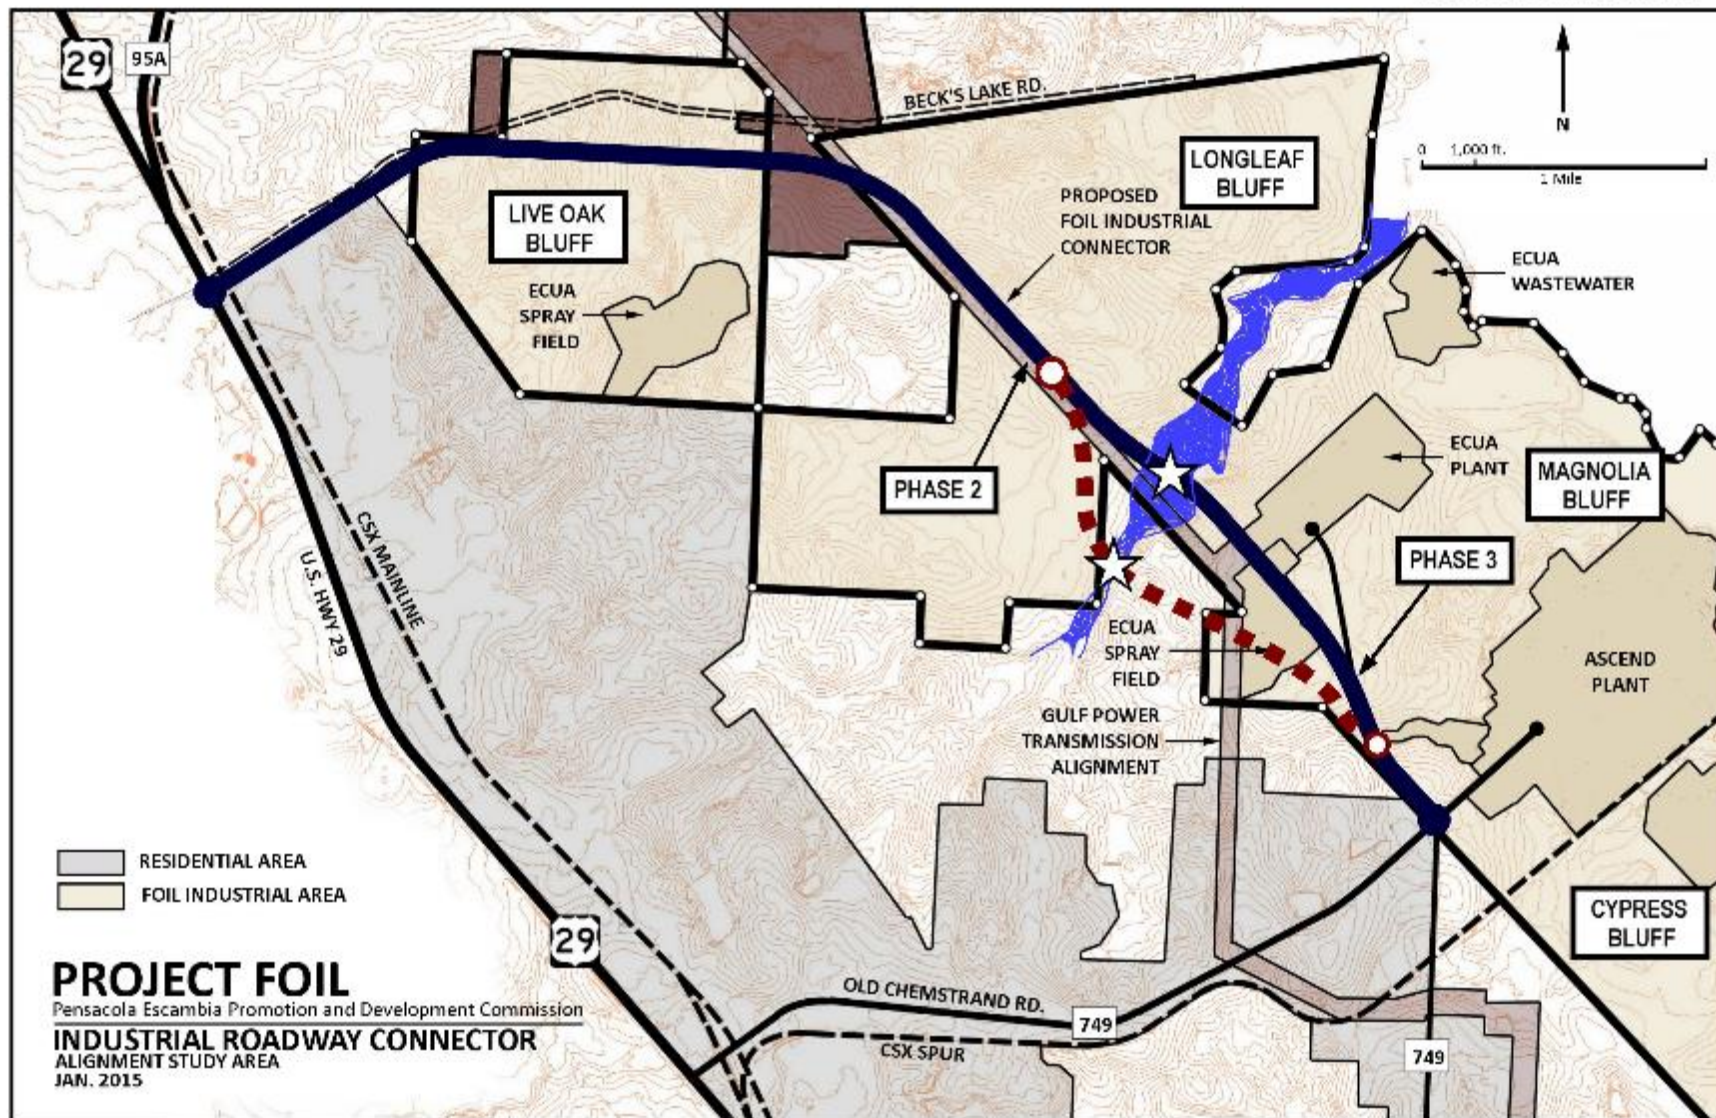 29
95A
BECK'S LAKE RD.
N
0 1,000 ft.
1 Mile
LONGLEAF
BLUFF
LIVE OAK
BLUFF
PROPOSED
FOIL INDUSTRIAL
CONNECTOR
ECUA
WASTEWATER
ECUA
SPRAY
FIELD
ECUA
PLANT
MAGNOLIA
BLUFF
PHASE 2
PHASE 3
CSX MAINLINE
U.S. HWY 29
ECUA
SPRAY
FIELD
ASCEND
PLANT
GULF POWER
TRANSMISSION
ALIGNMENT
RESIDENTIAL AREA
FOIL INDUSTRIAL AREA
CYPRESS
BLUFF
29
PROJECT FOIL
Pensacola Escambia Promotion and Development Commission
INDUSTRIAL ROADWAY CONNECTOR
ALIGNMENT STUDY AREA
JAN. 2015
OLD CHEMSTRAND RD.
749
CSX SPUR
749